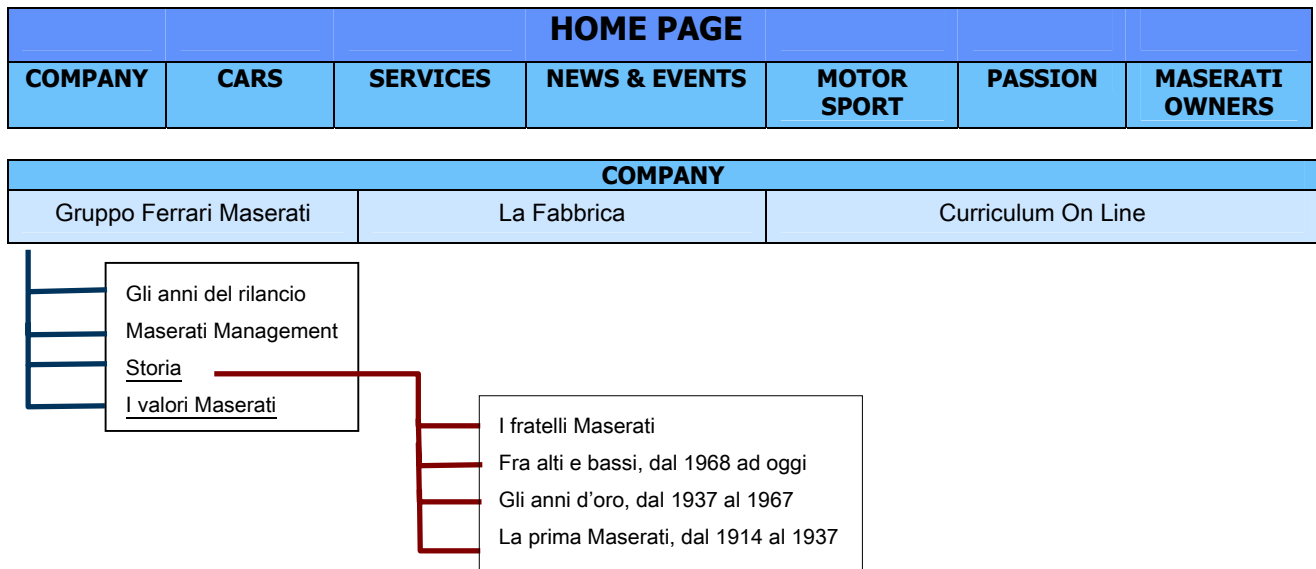 HOME PAGE
COMPANY CARS SERVICES NEWS & EVENTS MOTOR SPORT PASSION MASERATI OWNERS
COMPANY
Gruppo Ferrari Maserati La Fabbrica Curriculum On Line
Gli anni del rilancio
Maserati Management
Storia
I valori Maserati
I fratelli Maserati
Fra alti e bassi, dal 1968 ad oggi
Gli anni d’oro, dal 1937 al 1967
La prima Maserati, dal 1914 al 1937